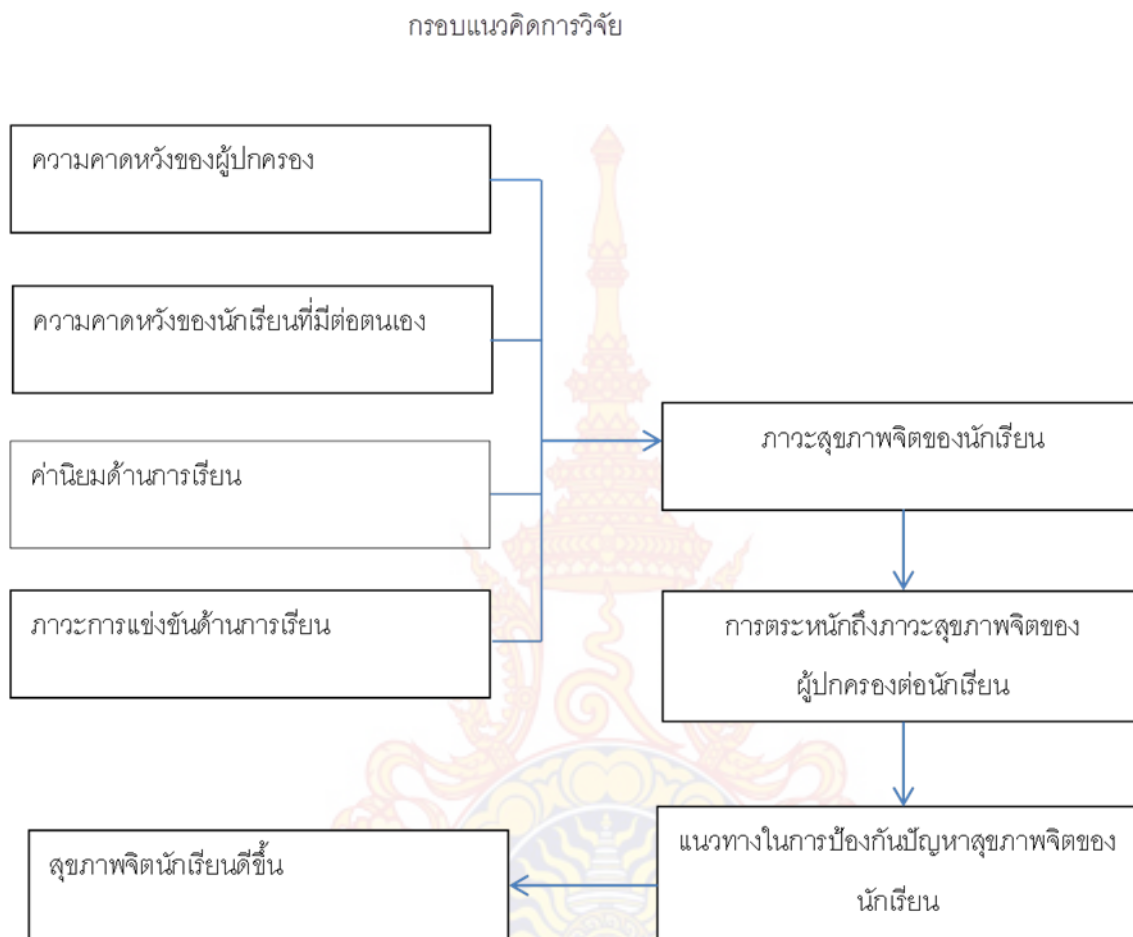 กรอบแนวคิดการวิจัย
ความคาดหวังของผู้ปกครอง
ความคาดหวังของนักเรียนที่มีต่อตนเอง
ค่านิยมด้านการเรียน
ภาวะการแข่งขันด้านการเรียน
ภาวะสุขภาพจิตของนักเรียน
การตระหนักถึงภาวะสุขภาพจิตของ
ผู้ปกครองต่อนักเรียน
แนวทางในการป้องกันปัญหาสุขภาพจิตของ
นักเรียน
สุขภาพจิตนักเรียนดีขึ้น